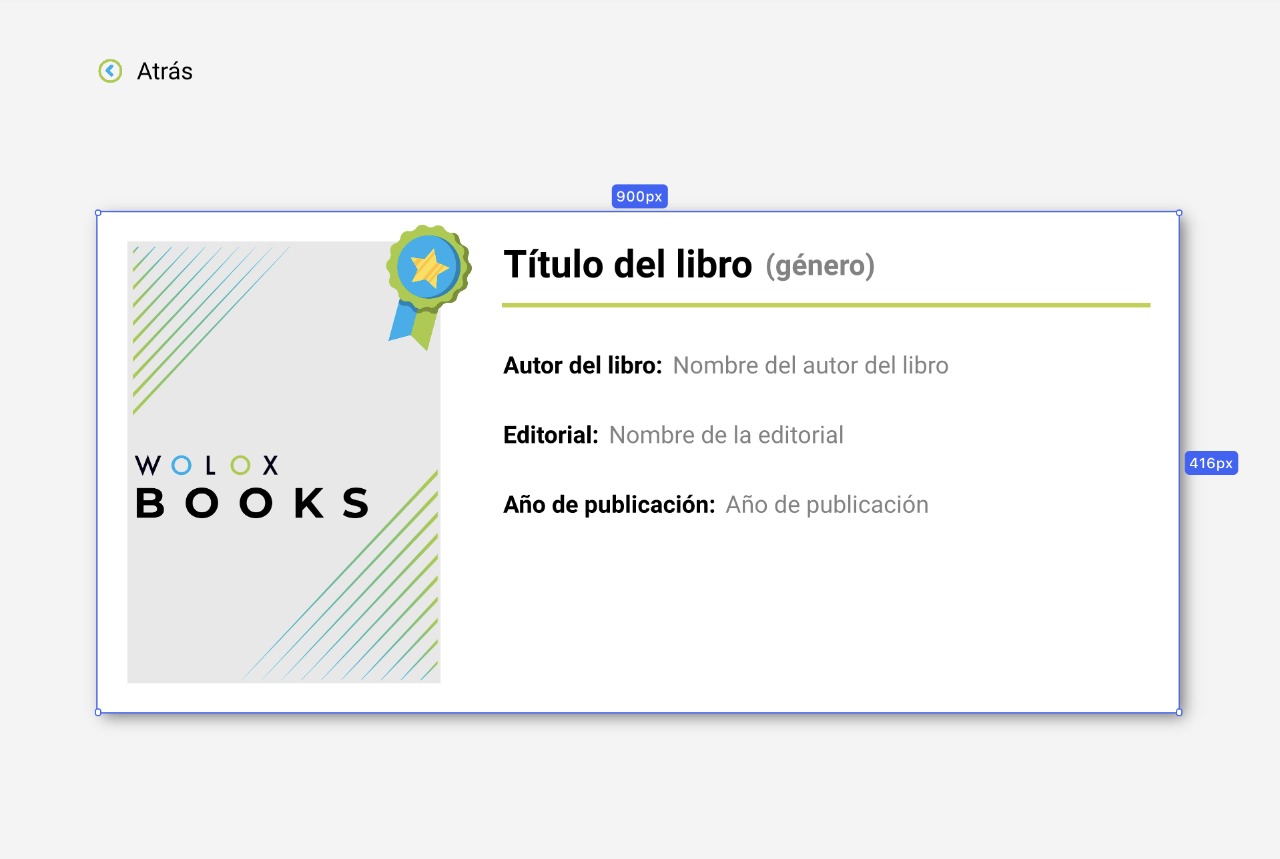 Atrás
900px
Título del libro (género)
Autor del libro: Nombre del autor del libro
Editorial: Nombre de la editorial
WOLOX
416px
BOOKS
Año de publicación: Año de publicación